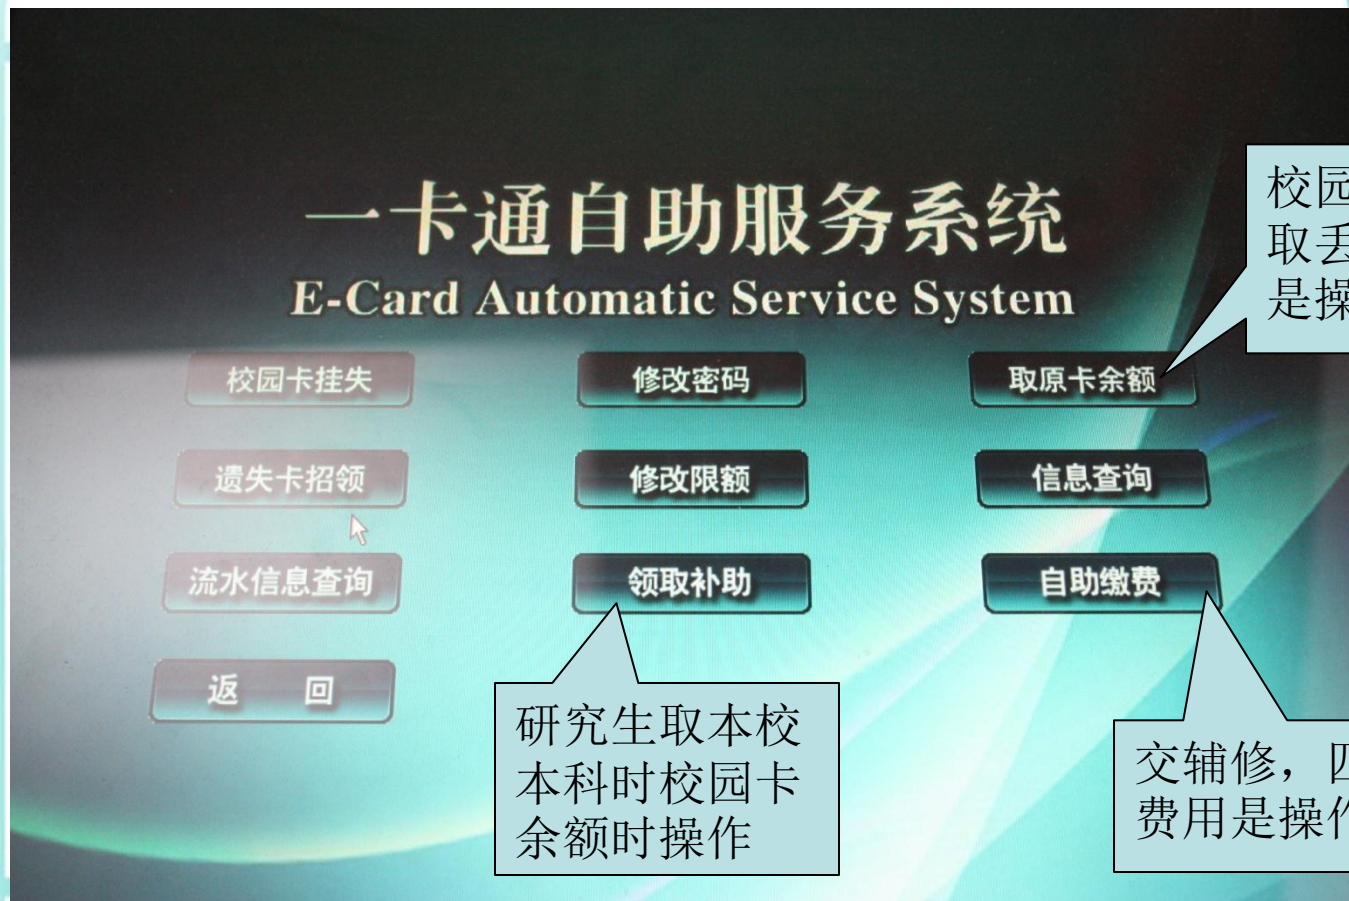 一卡通自助服务系统
E-Card Automatic Service System
校园
取丢
是操
校园卡挂失
修改密码
取原卡余额
遗失卡招领
修改限额
信息查询
流水信息查询
领取补助
自助缴费
返 回
研究生取本校
本科时校园卡
余额时操作
交辅修，四
费用是操作